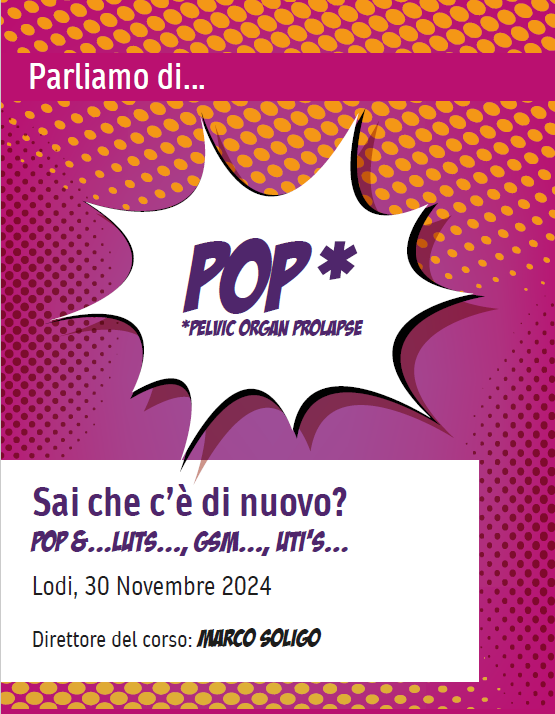 Parliamo di...
POP*
*PELVIC ORGAN PROLAPSE
Sai che c’è di nuovo?
POP &...LUTS..., GSM..., UTI’S...
Lodi, 30 Novembre 2024
Direttore del corso: MARCO SOLIGO